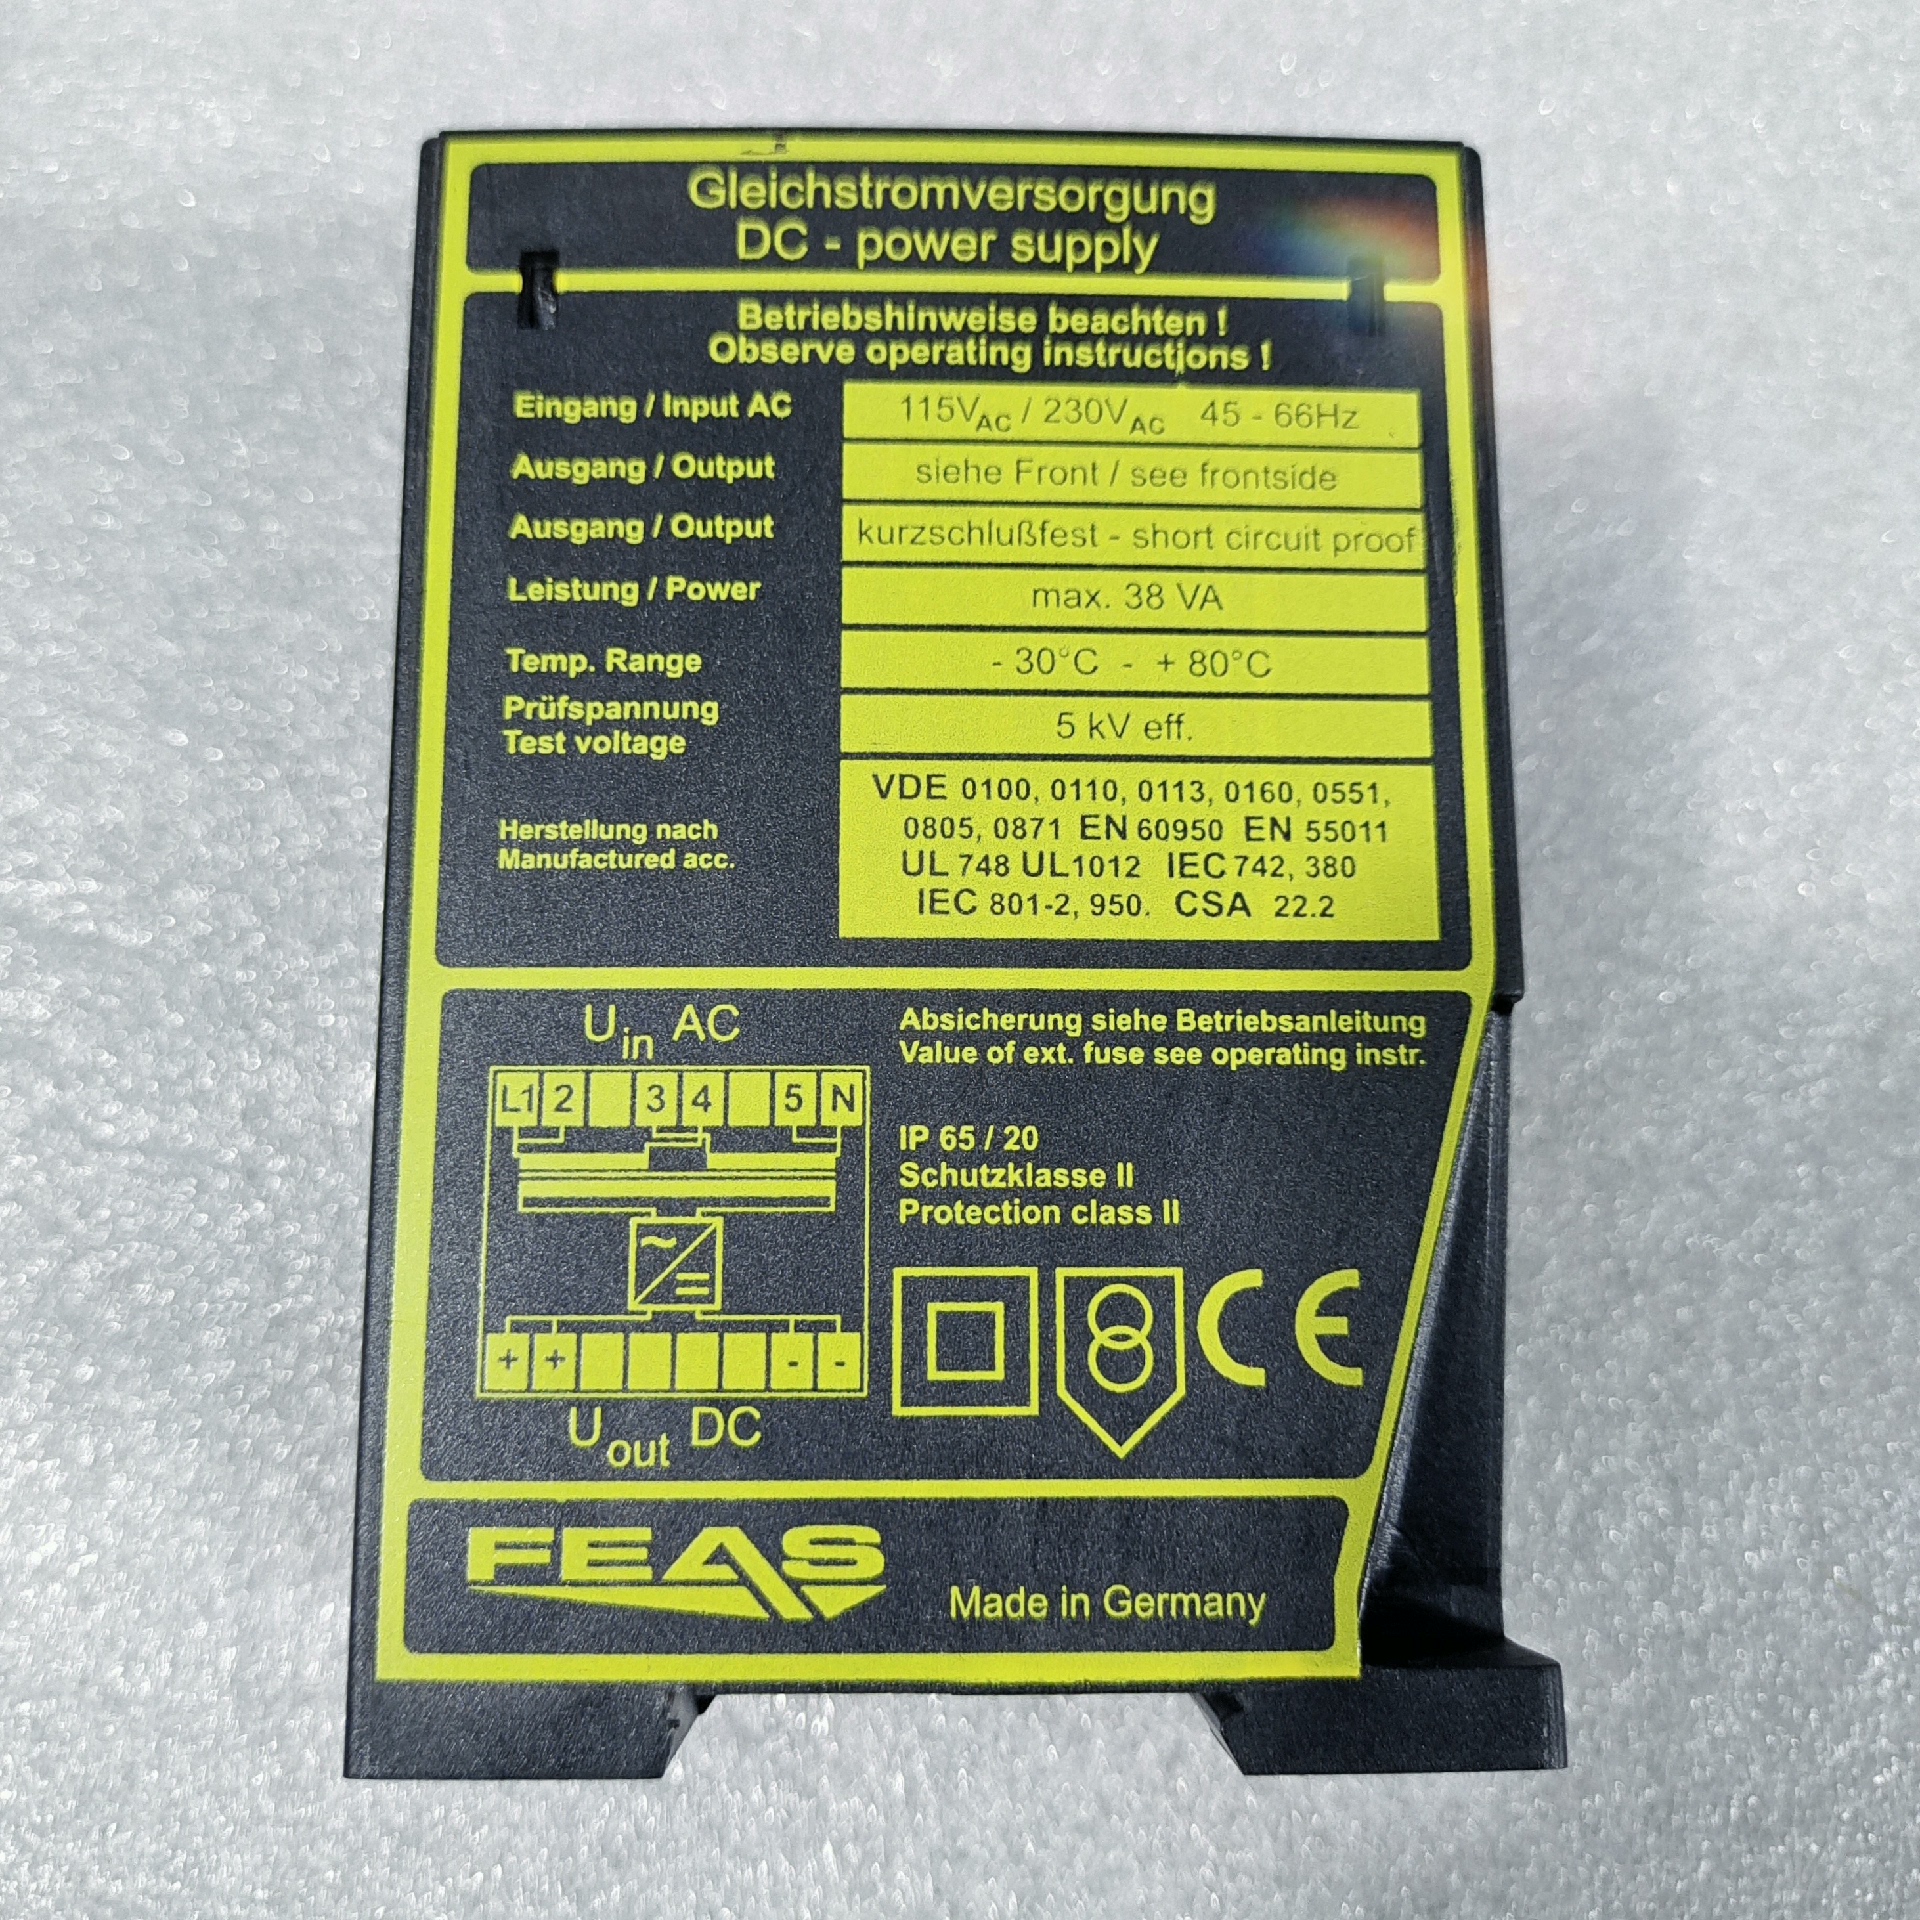 Gleichstromversorgung
DC - power supply
Betriebshinweise beachten !
Observe operating instructions !
Eingang / Input AC 115VAC / 230VAC 45 - 66Hz
Ausgang / Output siehe Front / see frontside
Ausgang / Output kurzschlußfest - short circuit proof
Leistung / Power max. 38 VA
Temp. Range - 30°C - + 80°C
Prüfspannung
Test voltage 5 kV eff.
Herstellung nach
Manufactured acc.
VDE 0100, 0110, 0113, 0160, 0551,
0805, 0871 EN 60950 EN 55011
UL 748 UL1012 IEC 742, 380
IEC 801-2, 950. CSA 22.2
Uin AC
L1 2 3 4 5 N
+ + - -
Uout DC
Absicherung siehe Betriebsanleitung
Value of ext. fuse see operating instr.
IP 65 / 20
Schutzklasse II
Protection class II
CE
FEAS
Made in Germany